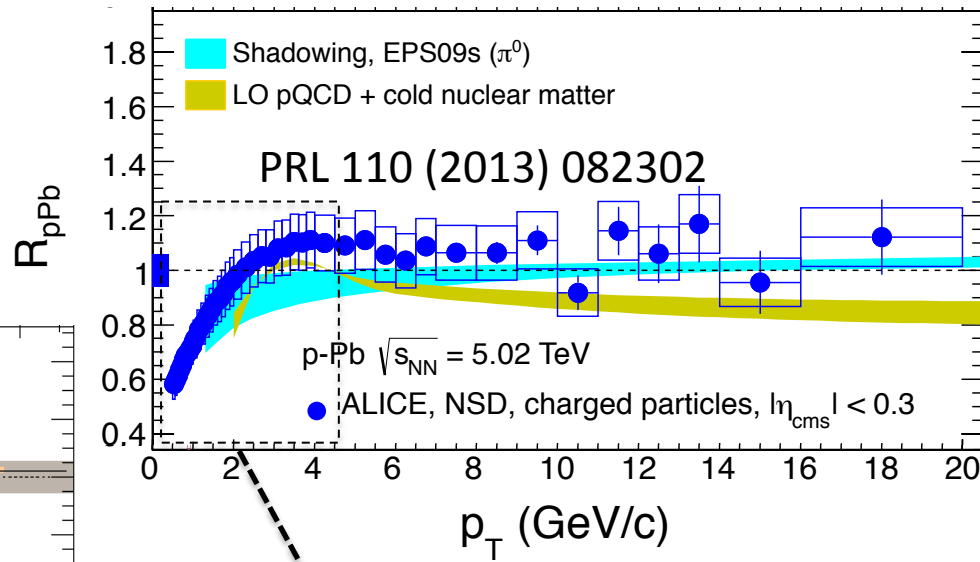 1.8
1.6
1.4
1.2
1
0.8
0.6
0.4
R_pPb
Shadowing, EPS09s (π⁰)
LO pQCD + cold nuclear matter
PRL 110 (2013) 082302
p-Pb √s_NN = 5.02 TeV
ALICE, NSD, charged particles, |η_cms| < 0.3
0 2 4 6 8 10 12 14 16 18 20
p_T (GeV/c)